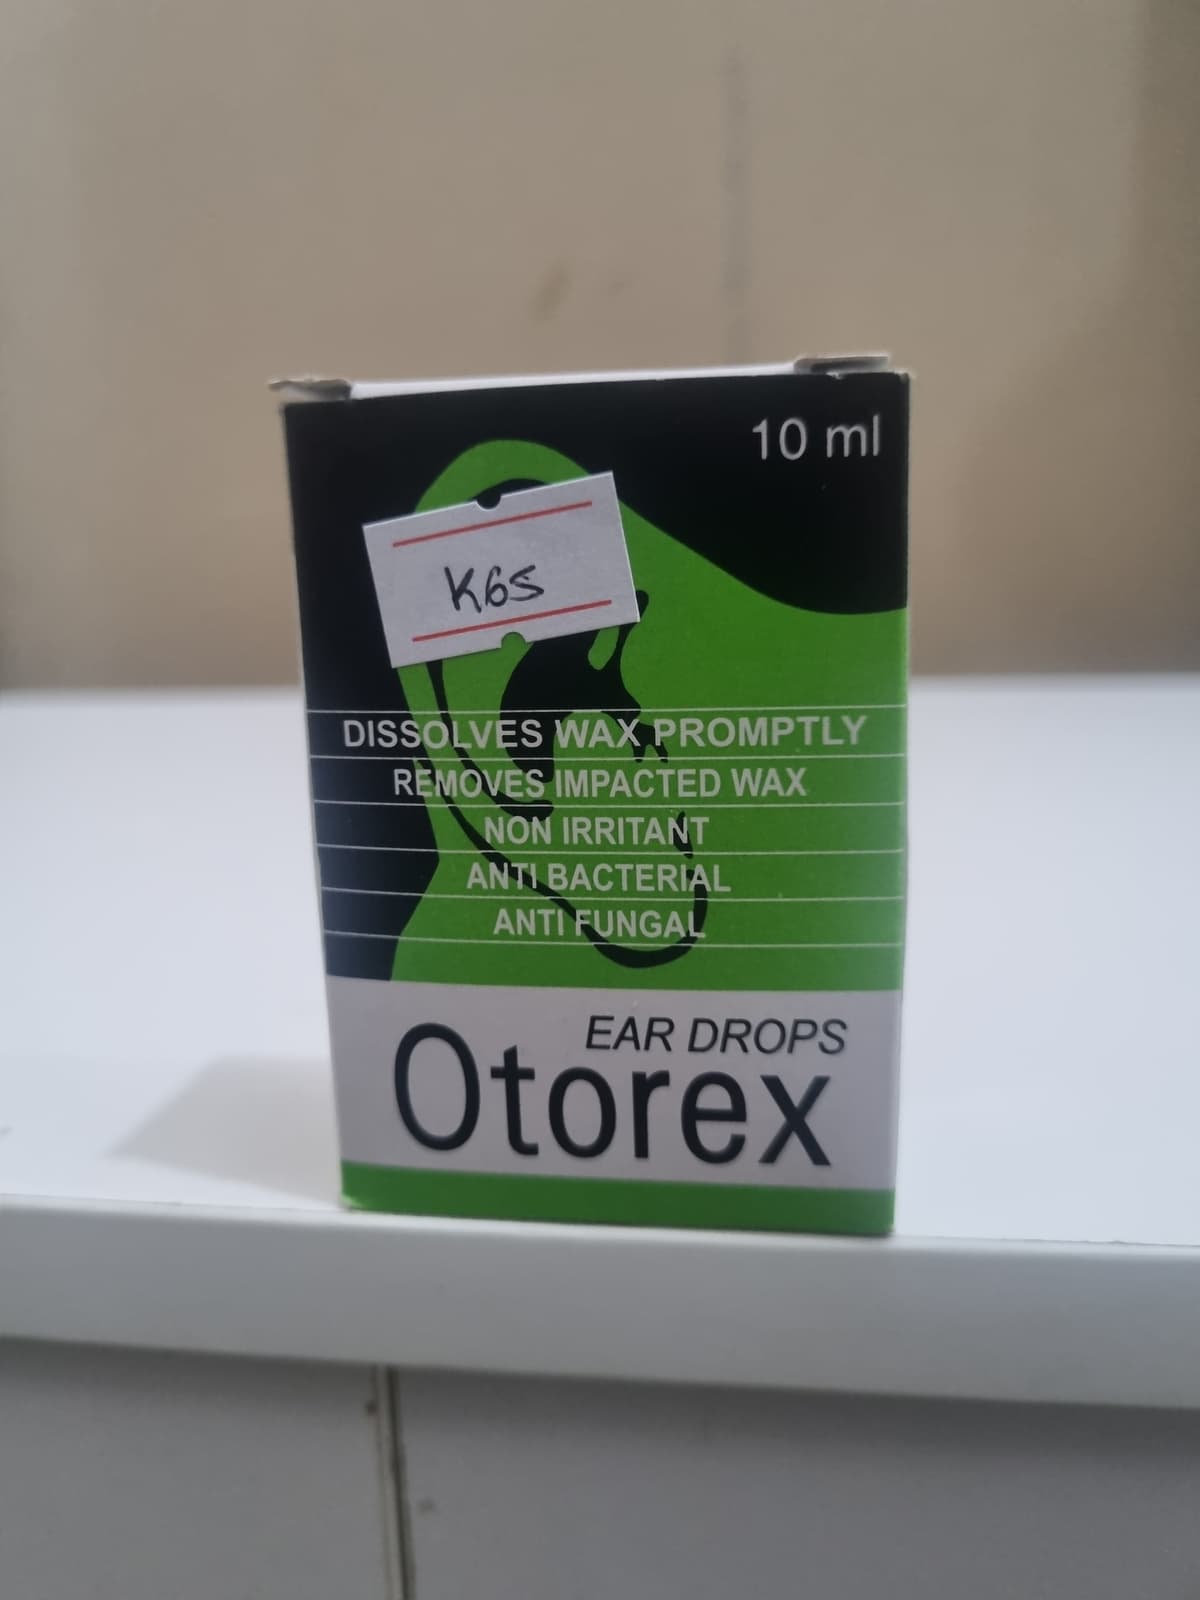 10 ml
K65
DISSOLVES WAX PROMPTLY
REMOVES IMPACTED WAX
NON IRRITANT
ANTI BACTERIAL
ANTI FUNGAL
EAR DROPS
Otorex